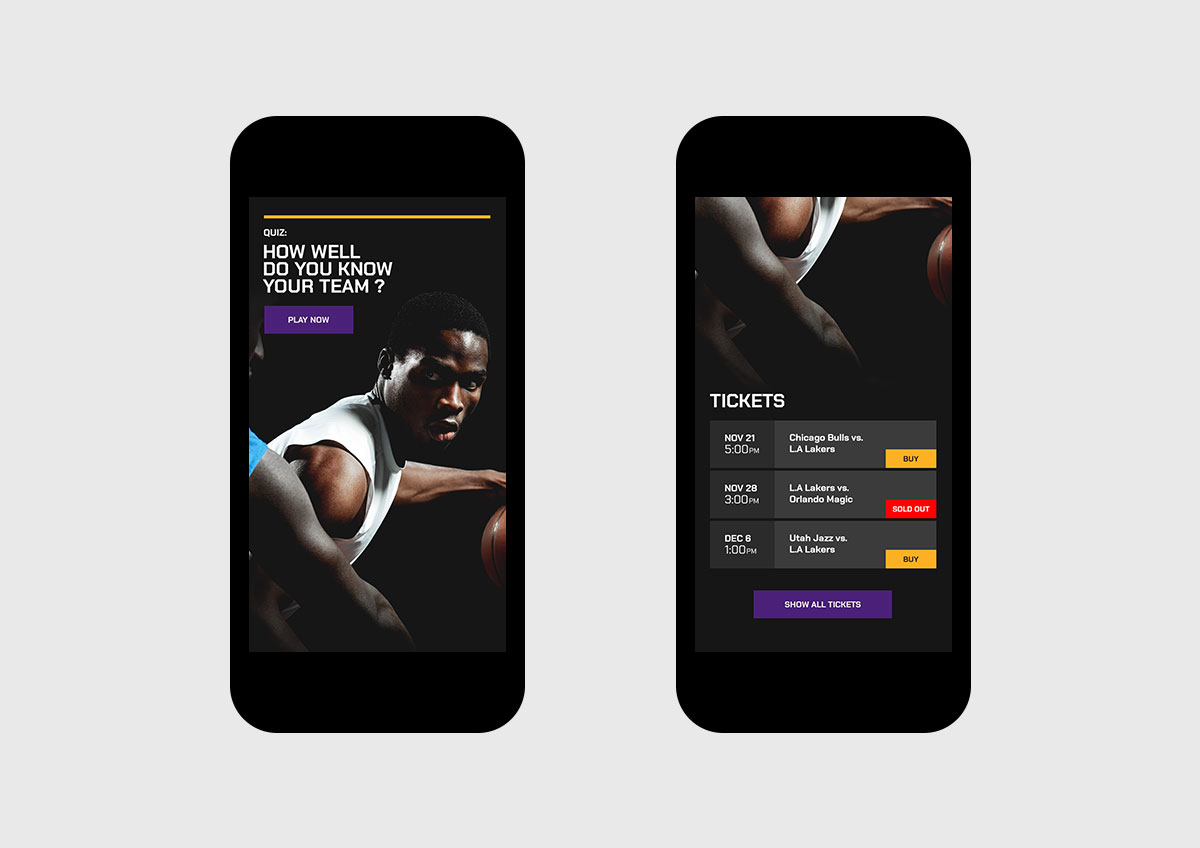 QUIZ:
HOW WELL
DO YOU KNOW
YOUR TEAM ?
PLAY NOW
TICKETS
NOV 21
5:00PM
Chicago Bulls vs.
L.A Lakers
BUY
NOV 28
3:00PM
L.A Lakers vs.
Orlando Magic
SOLD OUT
DEC 6
1:00PM
Utah Jazz vs.
L.A Lakers
BUY
SHOW ALL TICKETS